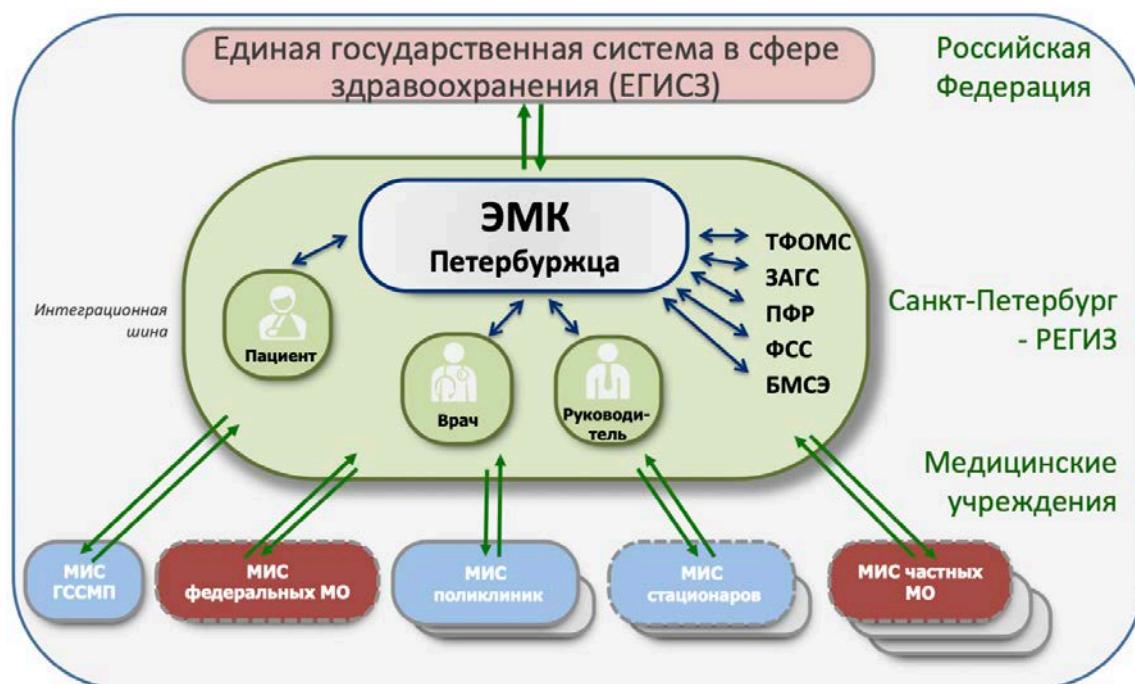 Единая государственная система в сфере
здравоохранения (ЕГИСЗ)
Российская
Федерация
ЭМК
Петербуржца
ТФОМС
ЗАГС
ПФР
ФСС
БМСЭ
Интеграционная
шина
Пациент
Врач
Руководи-
тель
Санкт-Петербург
- РЕГИЗ
Медицинские
учреждения
МИС
ГССМП
МИС
федеральных МО
МИС
поликлиник
МИС
стационаров
МИС частных
МО